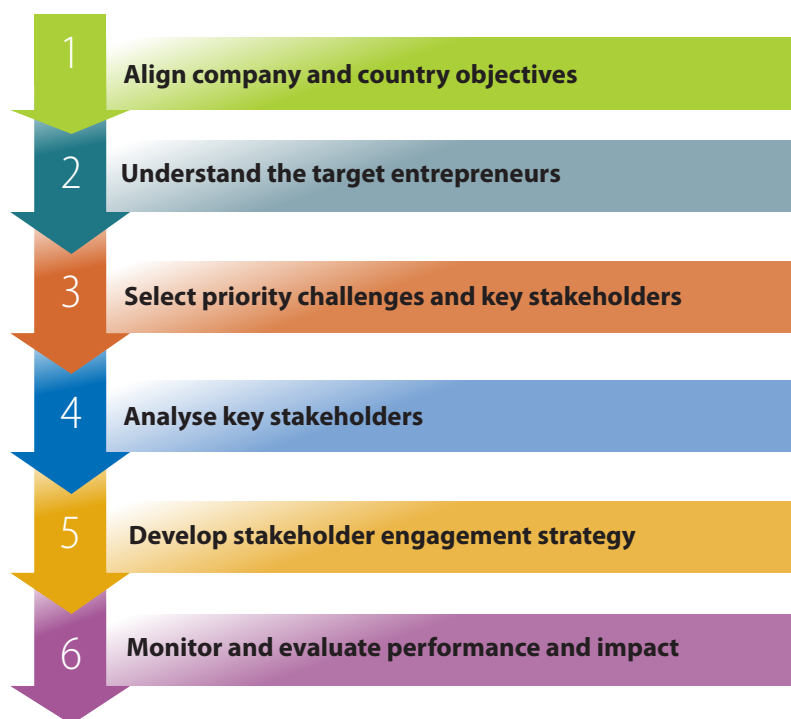 1
Align company and country objectives
2
Understand the target entrepreneurs
3
Select priority challenges and key stakeholders
4
Analyse key stakeholders
5
Develop stakeholder engagement strategy
6
Monitor and evaluate performance and impact